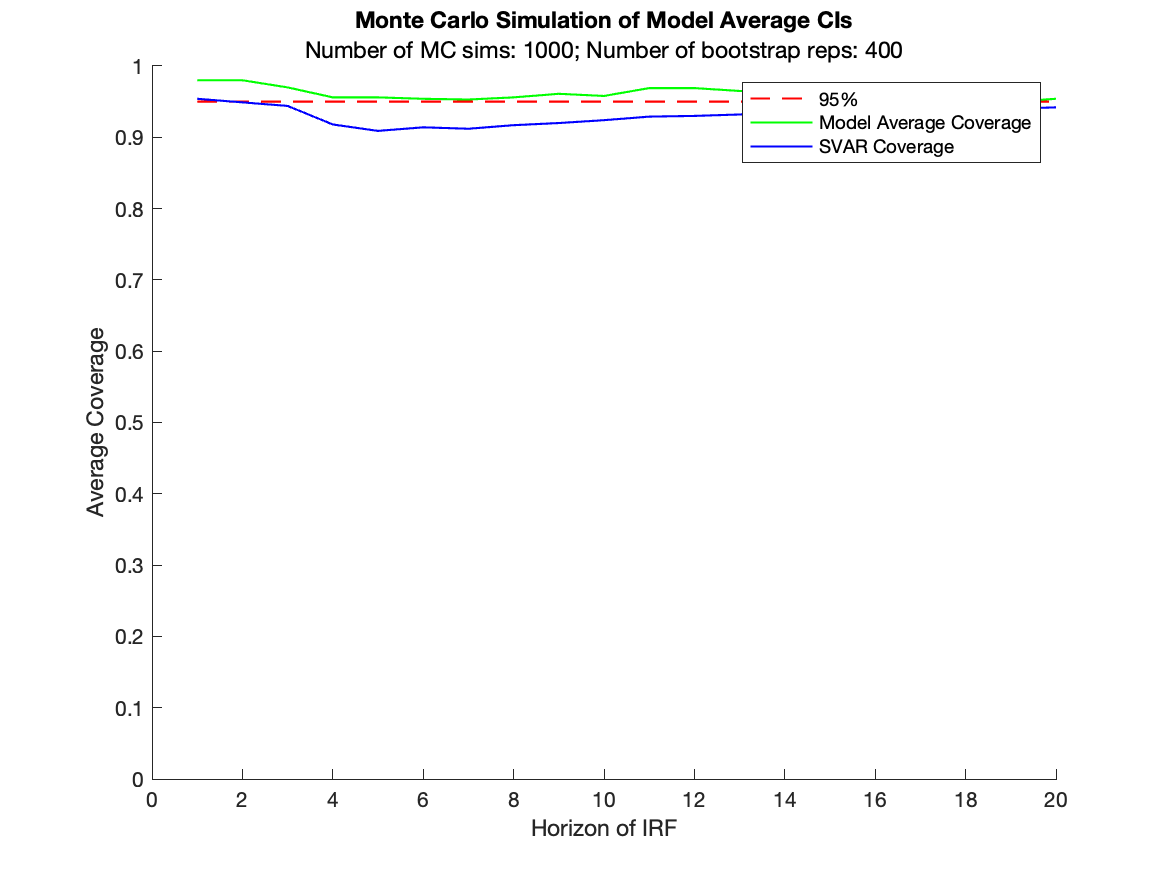 Monte Carlo Simulation of Model Average CIs
Number of MC sims: 1000; Number of bootstrap reps: 400
1
0.9
0.8
0.7
0.6
0.5
0.4
0.3
0.2
0.1
0
Average Coverage
95%
Model Average Coverage
SVAR Coverage
0 2 4 6 8 10 12 14 16 18 20
Horizon of IRF